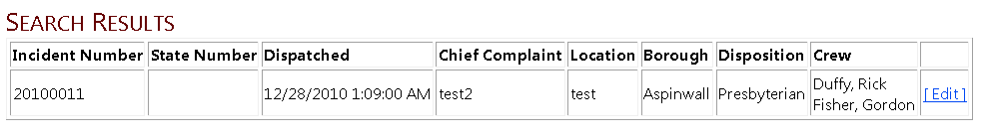 Search Results
Incident Number State Number Dispatched Chief Complaint Location Borough Disposition Crew
20100011 12/28/2010 1:09:00 AM test2 test Aspinwall Presbyterian Duffy, Rick
Fisher, Gordon [ Edit ]